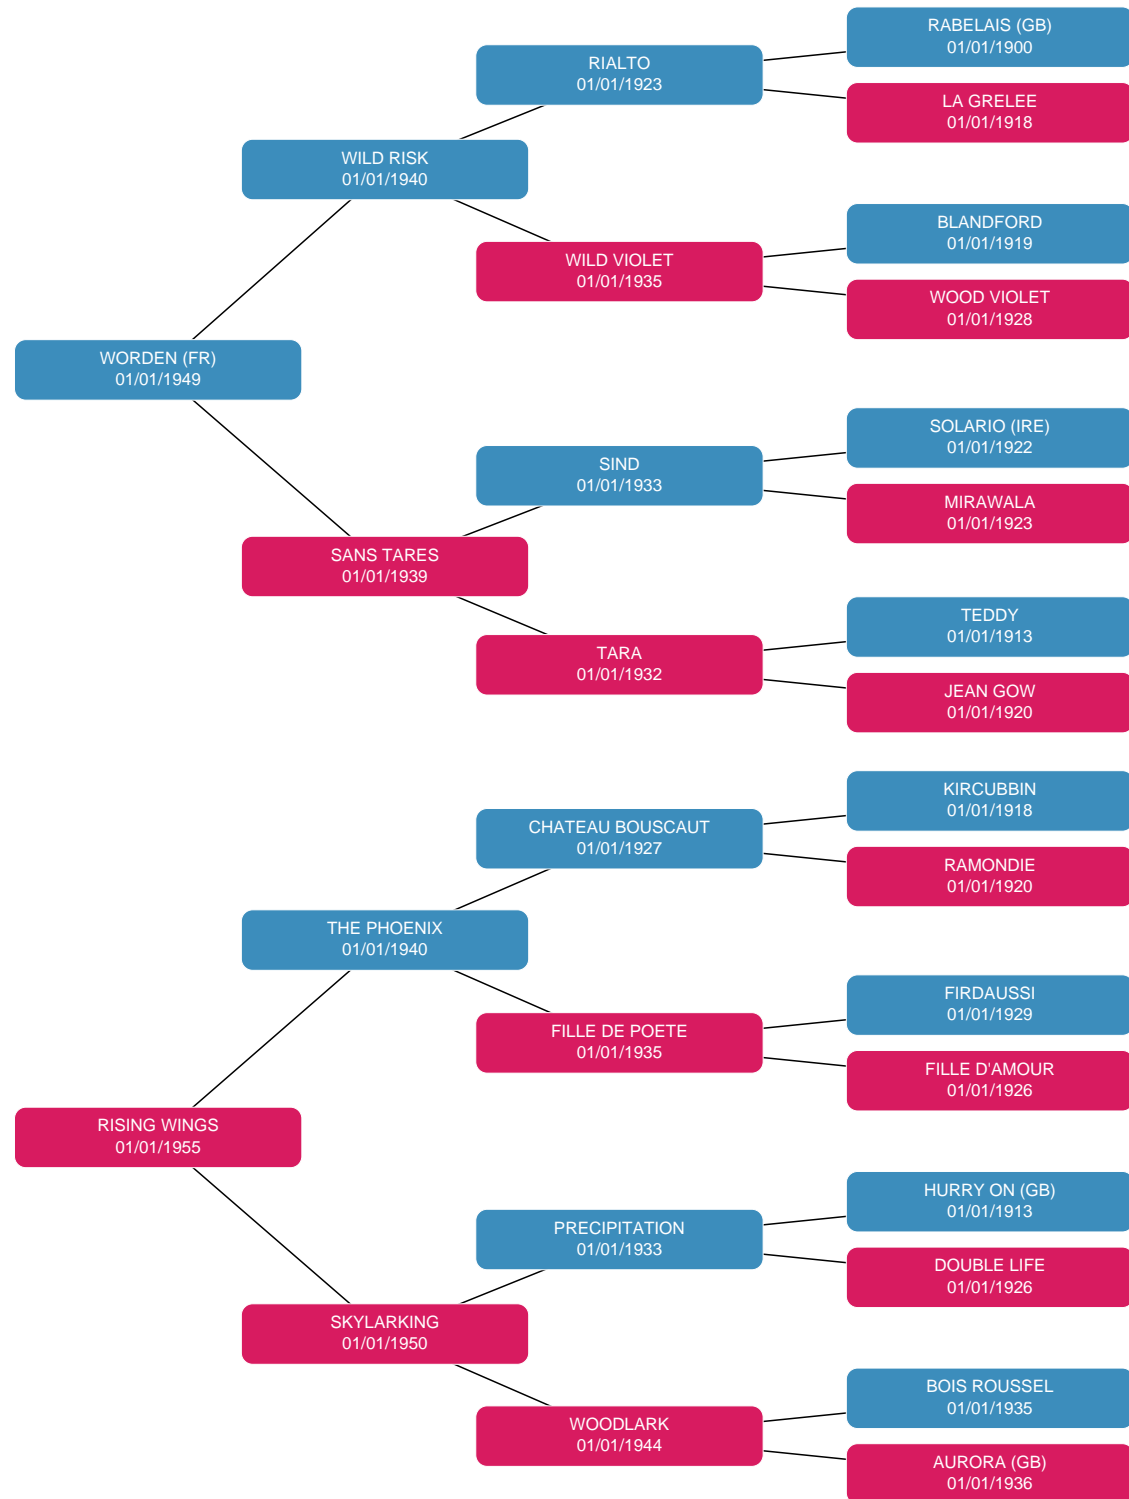 RABELAIS (GB)
01/01/1900
RIALTO
01/01/1923
LA GRELEE
01/01/1918
WILD RISK
01/01/1940
BLANDFORD
01/01/1919
WILD VIOLET
01/01/1935
WOOD VIOLET
01/01/1928
WORDEN (FR)
01/01/1949
SOLARIO (IRE)
01/01/1922
SIND
01/01/1933
MIRAWALA
01/01/1923
SANS TARES
01/01/1939
TEDDY
01/01/1913
TARA
01/01/1932
JEAN GOW
01/01/1920
KIRCUBBIN
01/01/1918
CHATEAU BOUSCAUT
01/01/1927
RAMONDIE
01/01/1920
THE PHOENIX
01/01/1940
FIRDAUSSI
01/01/1929
FILLE DE POETE
01/01/1935
FILLE D'AMOUR
01/01/1926
RISING WINGS
01/01/1955
HURRY ON (GB)
01/01/1913
PRECIPITATION
01/01/1933
DOUBLE LIFE
01/01/1926
SKYLARKING
01/01/1950
BOIS ROUSSEL
01/01/1935
WOODLARK
01/01/1944
AURORA (GB)
01/01/1936